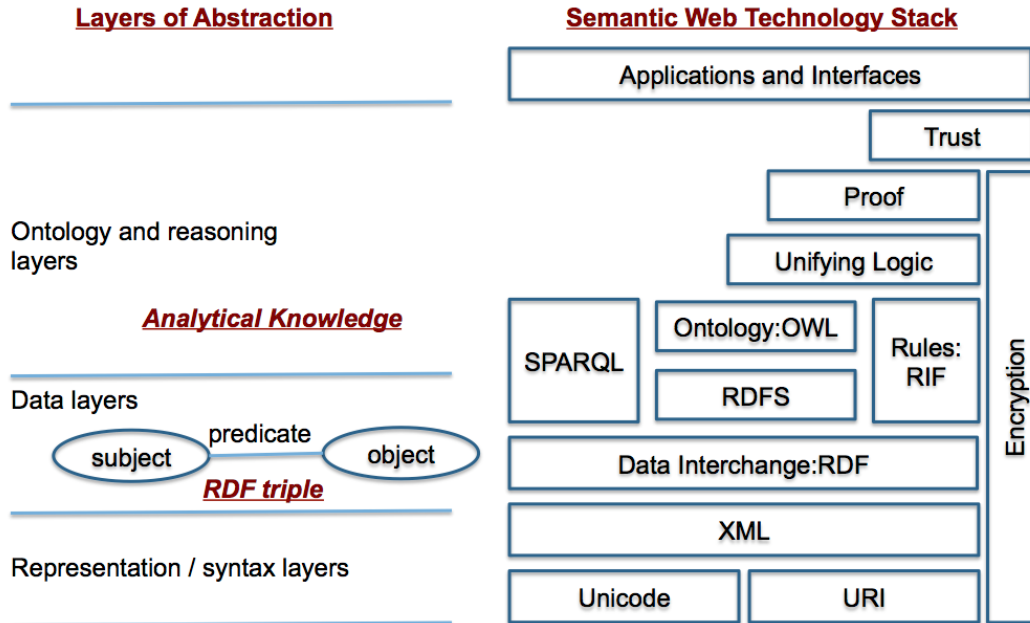 Layers of Abstraction
Semantic Web Technology Stack
Applications and Interfaces
Trust
Proof
Ontology and reasoning
layers
Unifying Logic
Analytical Knowledge
SPARQL
Ontology:OWL
Rules:
RIF
RDFS
Encryption
Data layers
subject
predicate
object
RDF triple
Data Interchange:RDF
XML
Representation / syntax layers
Unicode
URI